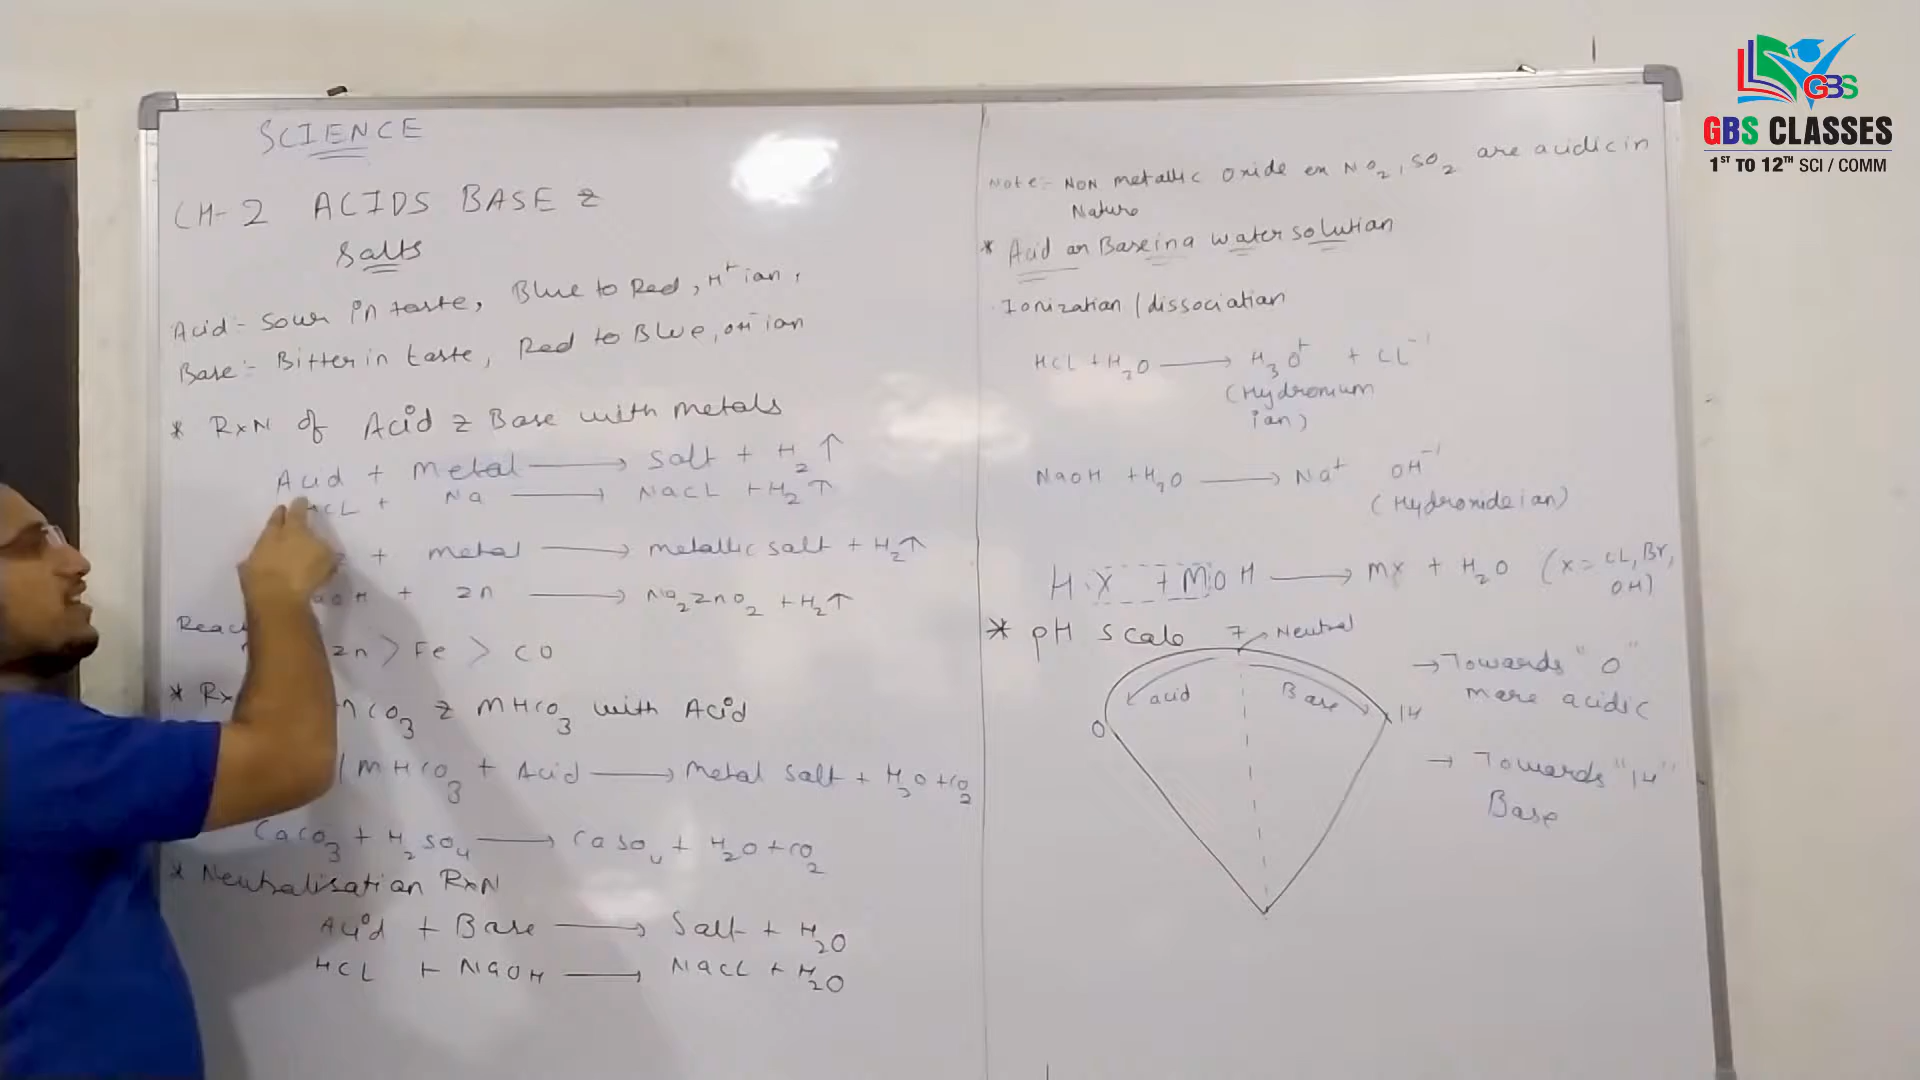 SCIENCE
CH-2 ACIDS BASE z
Salts
Acid:- Sour in taste, Blue to Red, H+ ion,
Base:- Bitter in taste, Red to Blue, OH- ion
* RxN of Acid z Base with metals
Acid + Metal → Salt + H2 ↑
HCL + Na → NaCL + H2 ↑
+ metal → metallic salt + H2 ↑
+ Zn → Na2ZnO2 + H2 ↑
Zn > Fe > CO
* CO3 z MHCO3 with Acid
/ MHCO3 + Acid → Metal Salt + H2O + CO2
CaCO3 + H2SO4 → CaSO4 + H2O + CO2
* Neutralisation RxN
Acid + Base → Salt + H2O
HCL + NaOH → NaCL + H2O
Note:- NON metallic Oxide ex NO2, SO2 are acidic in
Nature
* Acid or Base in a water solution
Ionization / dissociation
HCL + H2O → H3O+ + CL-1
(Hydronium
ion)
NaOH + H2O → Na+ OH-1
(Hydroxide ion)
H·X + MOH → MX + H2O (X = CL, Br,
OH)
* pH Scale 7 → Neutral
acid Base
0 14
→ Towards "0"
more acidic
→ Towards "14"
Base
GBS
GBS CLASSES
1ST TO 12TH SCI / COMM